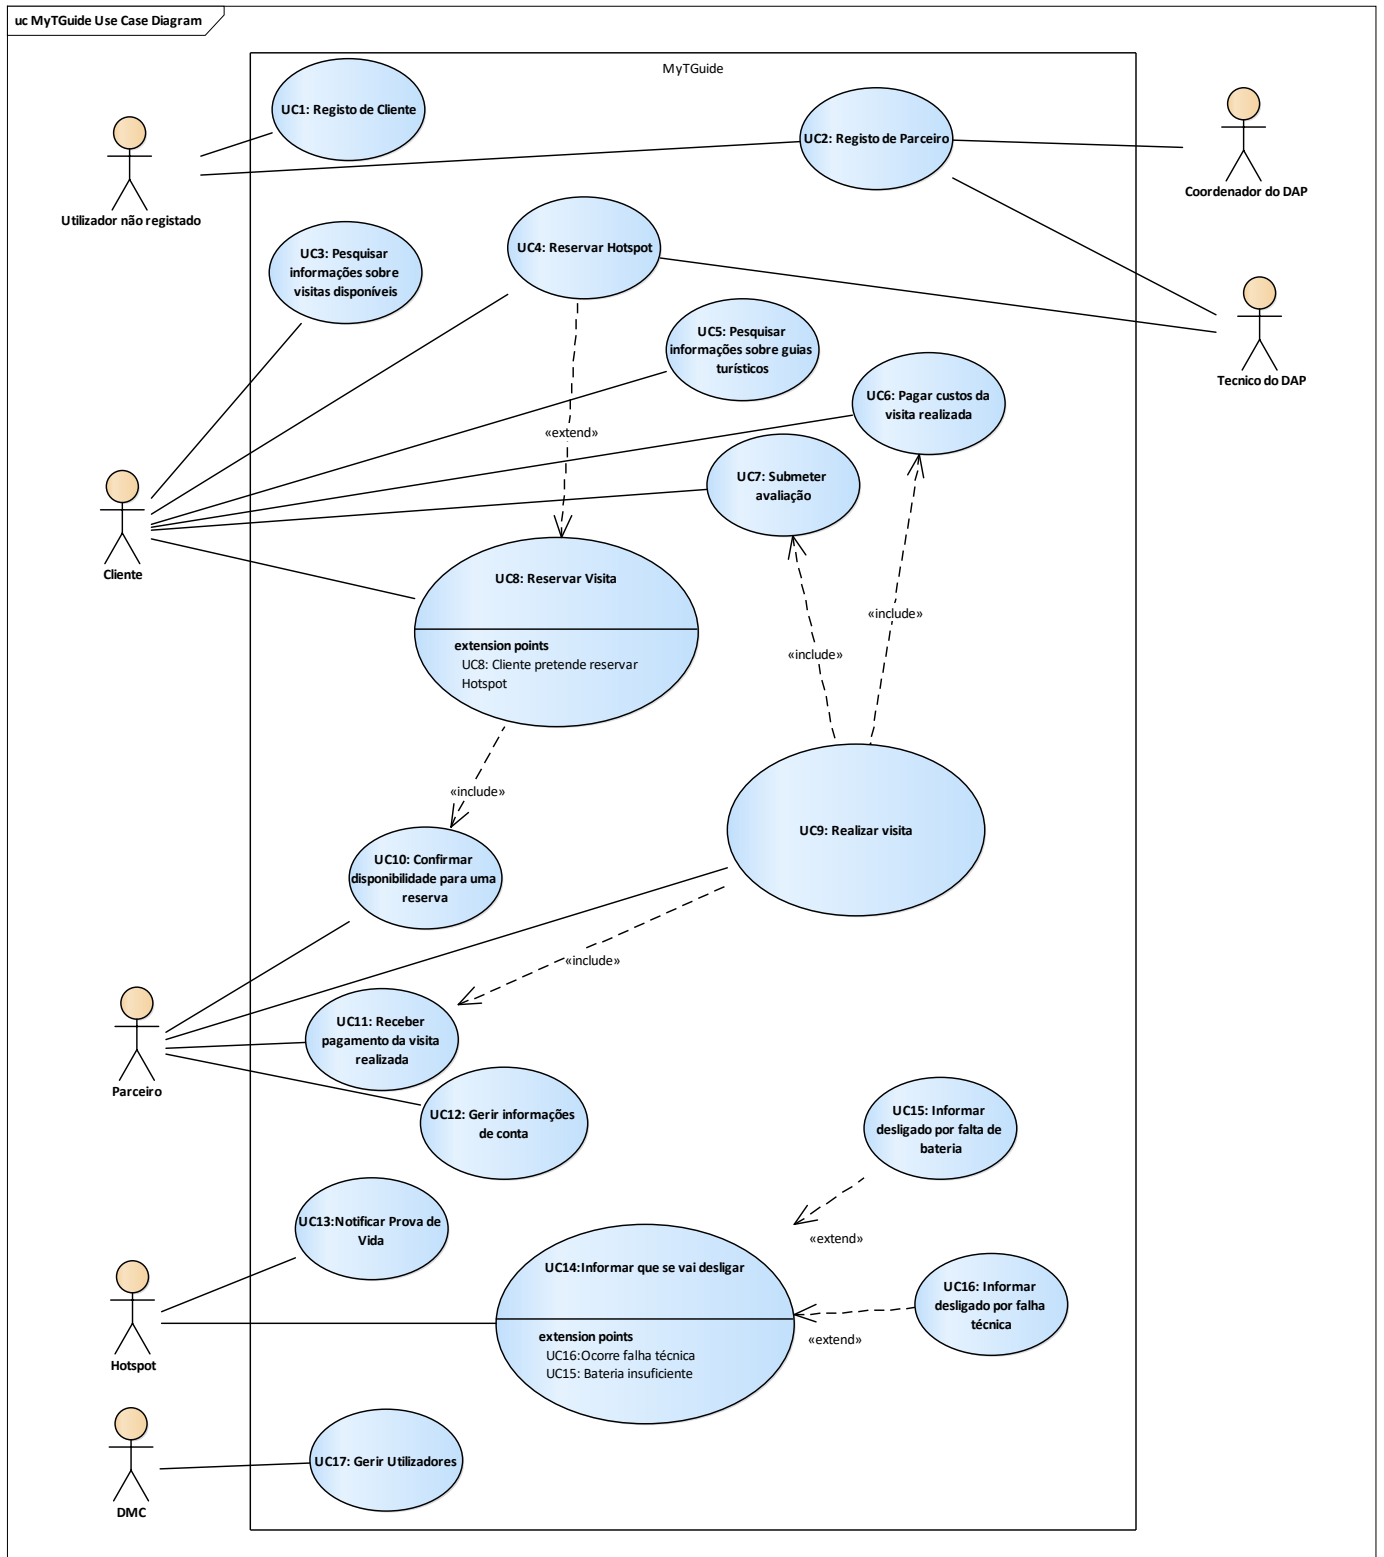 uc MyTGuide Use Case Diagram
MyTGuide
UC1: Registo de Cliente
UC2: Registo de Parceiro
Utilizador não registado
Coordenador do DAP
UC3: Pesquisar
informações sobre
visitas disponíveis
UC4: Reservar Hotspot
UC5: Pesquisar
informações sobre guias
turísticos
Tecnico do DAP
UC6: Pagar custos da
visita realizada
«extend»
UC7: Submeter
avaliação
Cliente
UC8: Reservar Visita
extension points
UC8: Cliente pretende reservar
Hotspot
«include»
«include»
«include»
UC9: Realizar visita
UC10: Confirmar
disponibilidade para uma
reserva
«include»
UC11: Receber
pagamento da visita
realizada
Parceiro
UC12: Gerir informações
de conta
UC15: Informar
desligado por falta de
bateria
UC13:Notificar Prova de
Vida
«extend»
UC14:Informar que se vai desligar
extension points
UC16:Ocorre falha técnica
UC15: Bateria insuficiente
UC16: Informar
desligado por falha
técnica
«extend»
Hotspot
UC17: Gerir Utilizadores
DMC